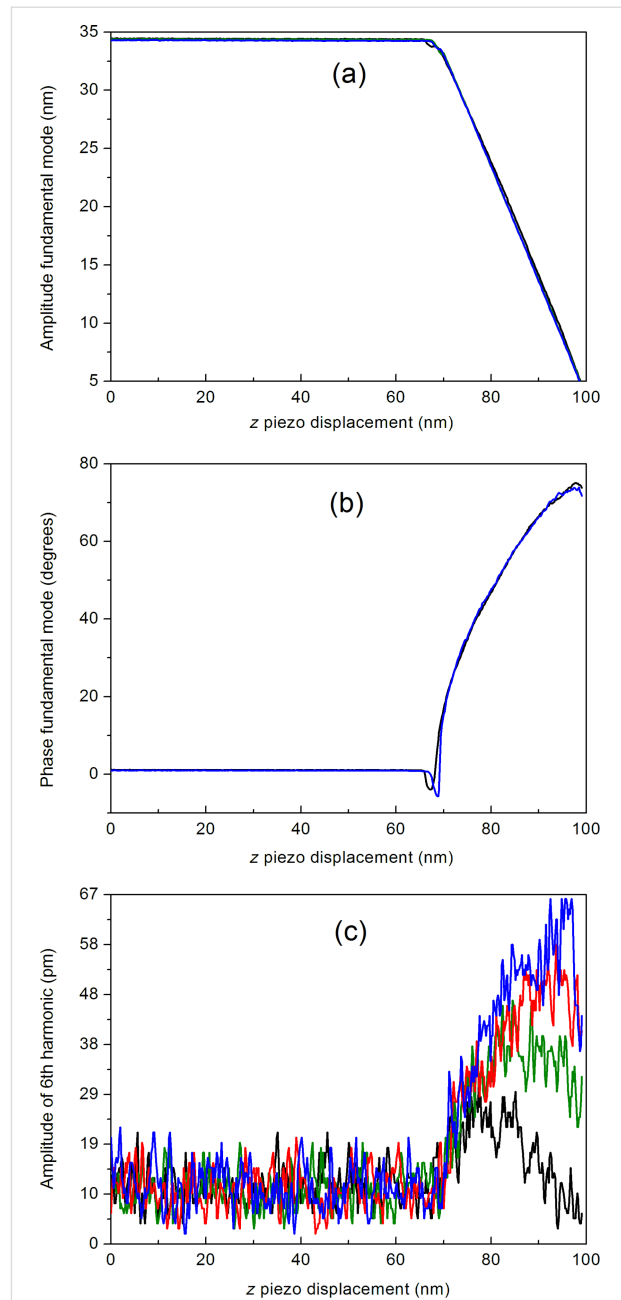 35
30
25
20
15
10
5
(a)
Amplitude fundamental mode (nm)
0 20 40 60 80 100
z piezo displacement (nm)
80
60
40
20
0
(b)
Phase fundamental mode (degrees)
0 20 40 60 80 100
z piezo displacement (nm)
67
58
48
38
29
19
10
0
(c)
Amplitude of 6th harmonic (pm)
0 20 40 60 80 100
z piezo displacement (nm)